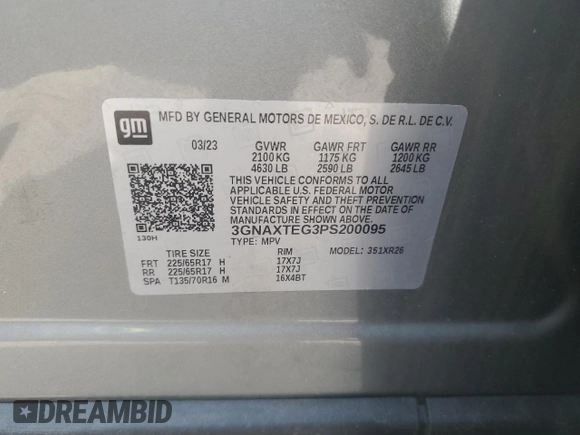 gm
MFD BY GENERAL MOTORS DE MEXICO, S. DE R.L. DE C.V.
03/23 GVWR GAWR FRT GAWR RR
2100 KG 1175 KG 1200 KG
4630 LB 2590 LB 2645 LB
THIS VEHICLE CONFORMS TO ALL
APPLICABLE U.S. FEDERAL MOTOR
VEHICLE SAFETY AND THEFT PREVENTION
STANDARDS IN EFFECT ON THE DATE OF
MANUFACTURE SHOWN ABOVE.
3GNAXTEG3PS200095
130H TYPE: MPV MODEL: 351XR26
TIRE SIZE RIM
FRT 225/65R17 H 17X7J
RR 225/65R17 H 17X7J
SPA T135/70R16 M 16X4BT
DREAMBID